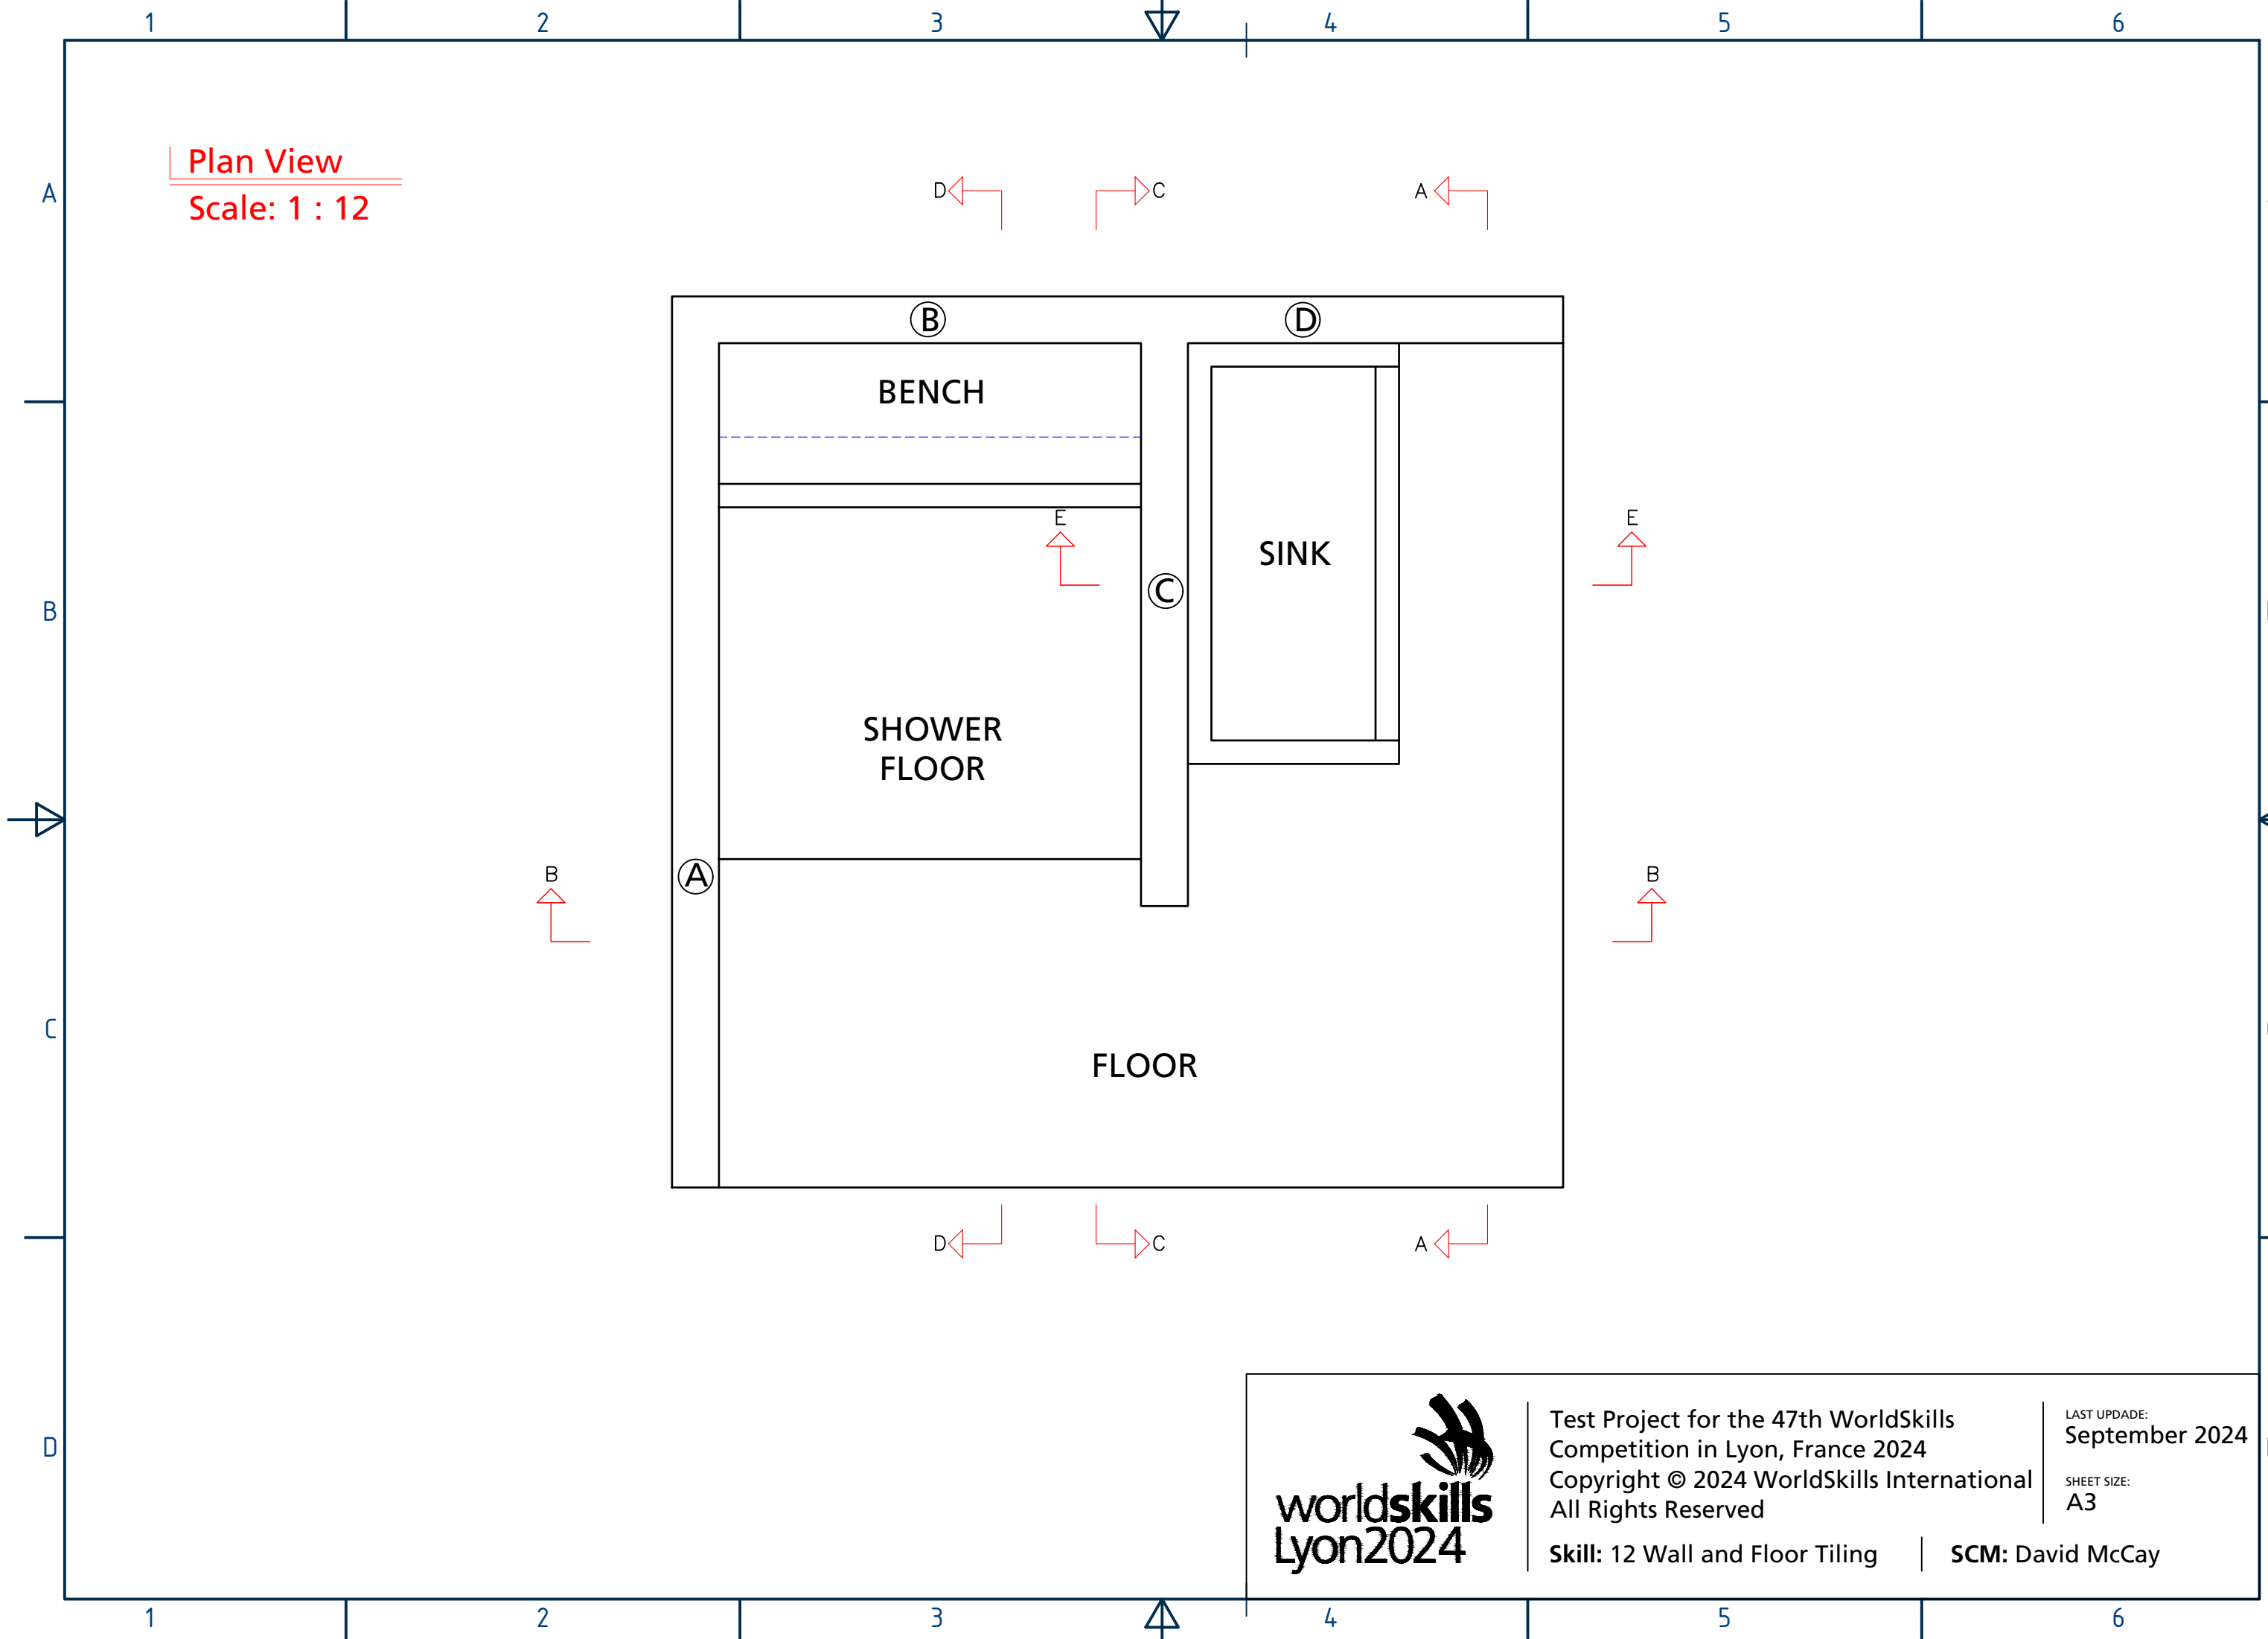 1 2 3 4 5 6
Plan View
Scale: 1 : 12
A
D C A
B D
BENCH
E E
SINK
B
C
SHOWER
FLOOR
A
B B
C
FLOOR
D C A
D
worldskills
Lyon2024
Test Project for the 47th WorldSkills
Competition in Lyon, France 2024
Copyright © 2024 WorldSkills International
All Rights Reserved
LAST UPDADE:
September 2024
SHEET SIZE:
A3
Skill: 12 Wall and Floor Tiling
SCM: David McCay
1 2 3 4 5 6